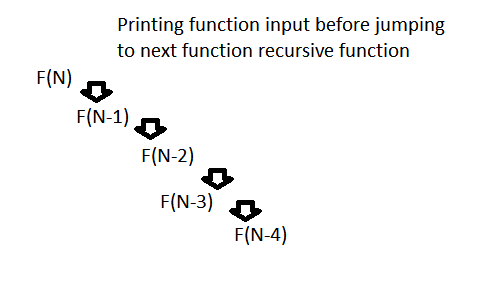 Printing function input before jumping
to next function recursive function
F(N)
F(N-1)
F(N-2)
F(N-3)
F(N-4)